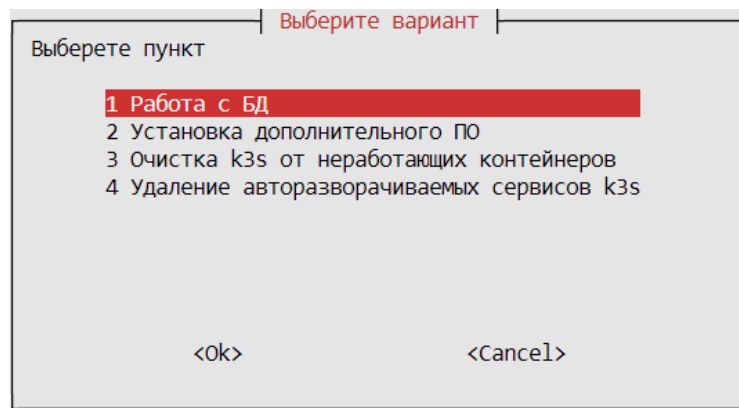 Выберите вариант
Выберете пункт
1 Работа с БД
2 Установка дополнительного ПО
3 Очистка k3s от неработающих контейнеров
4 Удаление авторазворачиваемых сервисов k3s
<Ok> <Cancel>